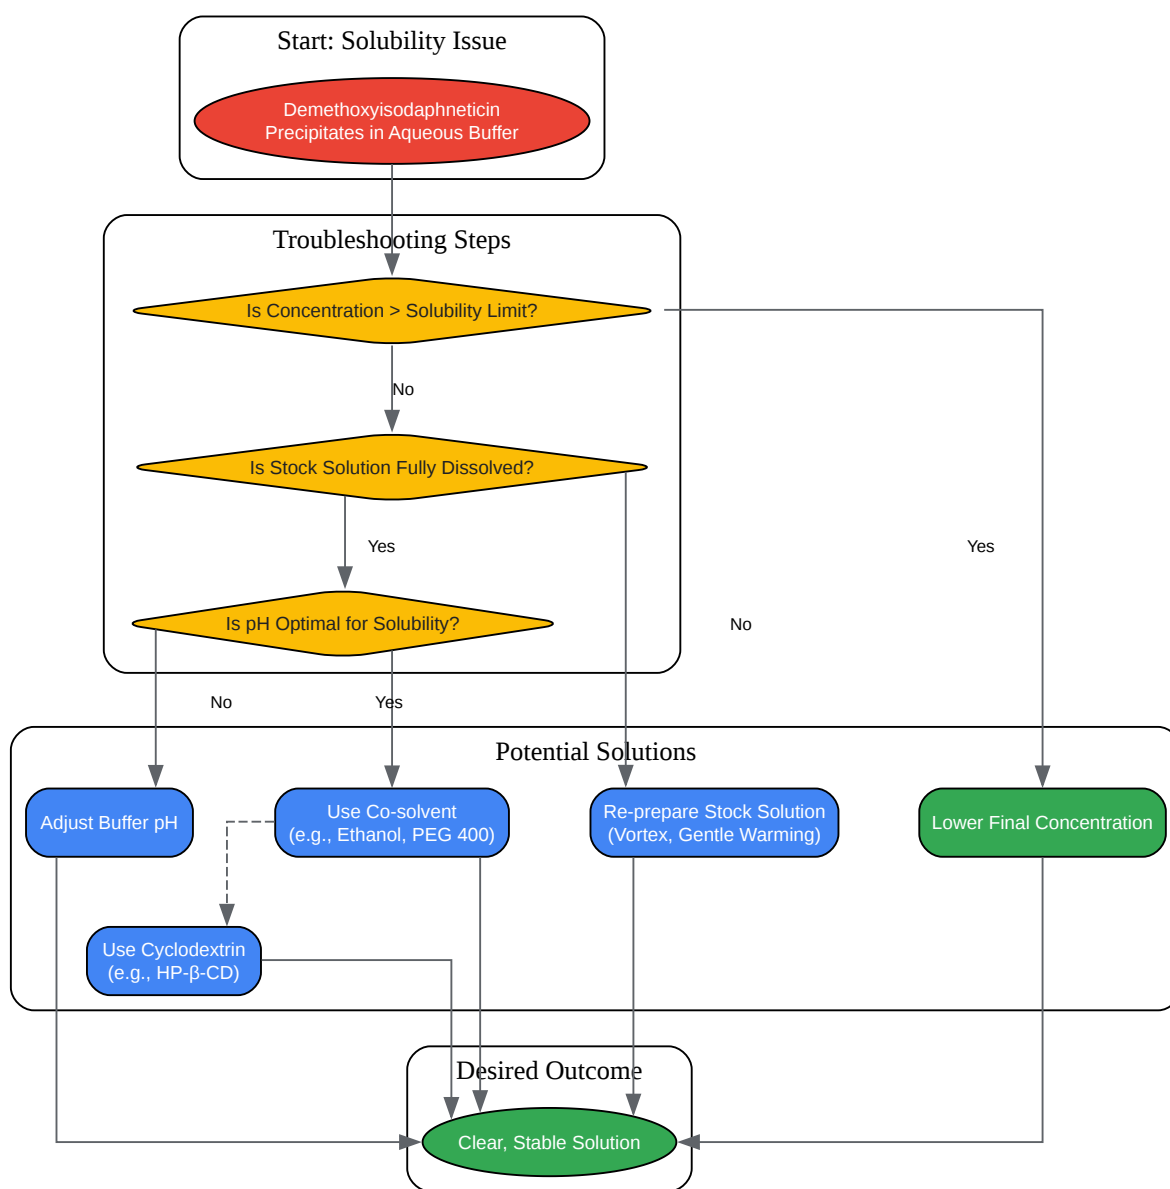 Start: Solubility Issue
Demethoxyisodaphneticin
Precipitates in Aqueous Buffer
Troubleshooting Steps
Is Concentration > Solubility Limit?
No
Is Stock Solution Fully Dissolved?
Yes
Yes
Is pH Optimal for Solubility?
No
No
Yes
Potential Solutions
Adjust Buffer pH
Use Co-solvent
(e.g., Ethanol, PEG 400)
Re-prepare Stock Solution
(Vortex, Gentle Warming)
Lower Final Concentration
Use Cyclodextrin
(e.g., HP-β-CD)
Desired Outcome
Clear, Stable Solution